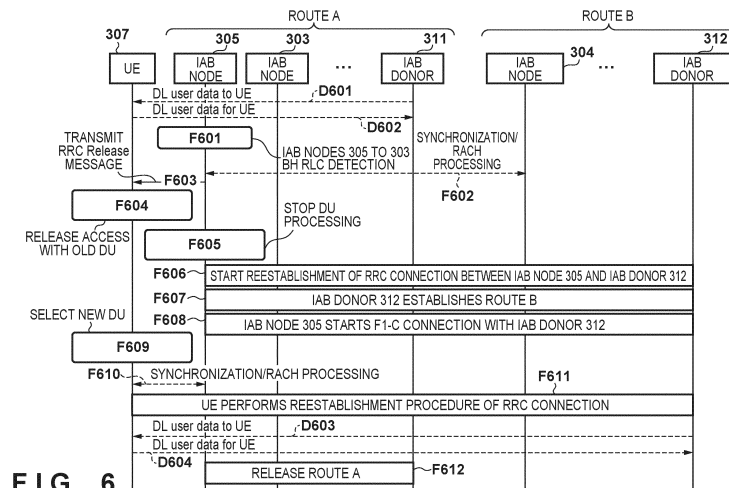 ROUTE A
ROUTE B
307
305
303
311
304
312
UE
IAB
NODE
IAB
NODE
...
IAB
DONOR
IAB
NODE
...
IAB
DONOR
DL user data to UE
D601
DL user data for UE
D602
TRANSMIT
RRC Release
MESSAGE
F601
IAB NODES 305 TO 303
BH RLC DETECTION
SYNCHRONIZATION/
RACH
PROCESSING
F602
F603
F604
RELEASE ACCESS
WITH OLD DU
F605
STOP DU
PROCESSING
F606
START REESTABLISHMENT OF RRC CONNECTION BETWEEN IAB NODE 305 AND IAB DONOR 312
F607
IAB DONOR 312 ESTABLISHES ROUTE B
F608
IAB NODE 305 STARTS F1-C CONNECTION WITH IAB DONOR 312
SELECT NEW DU
F609
F610
SYNCHRONIZATION/RACH PROCESSING
F611
UE PERFORMS REESTABLISHMENT PROCEDURE OF RRC CONNECTION
DL user data to UE
D603
DL user data for UE
D604
RELEASE ROUTE A
F612
FIG. 6